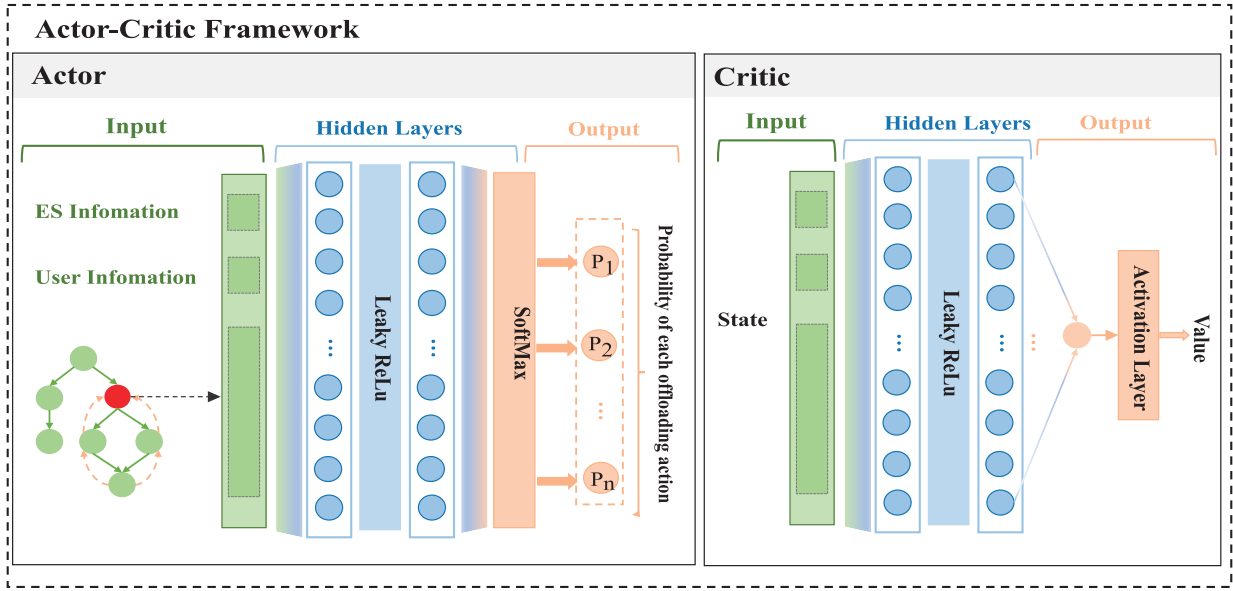 Actor-Critic Framework
Actor
Input
Hidden Layers
Output
ES Infomation
User Infomation
...
Leaky ReLu
...
SoftMax
P1
P2
...
Pn
Probability of each offloading action
Critic
Input
Hidden Layers
Output
State
...
Leaky ReLu
...
...
Activation Layer
Value